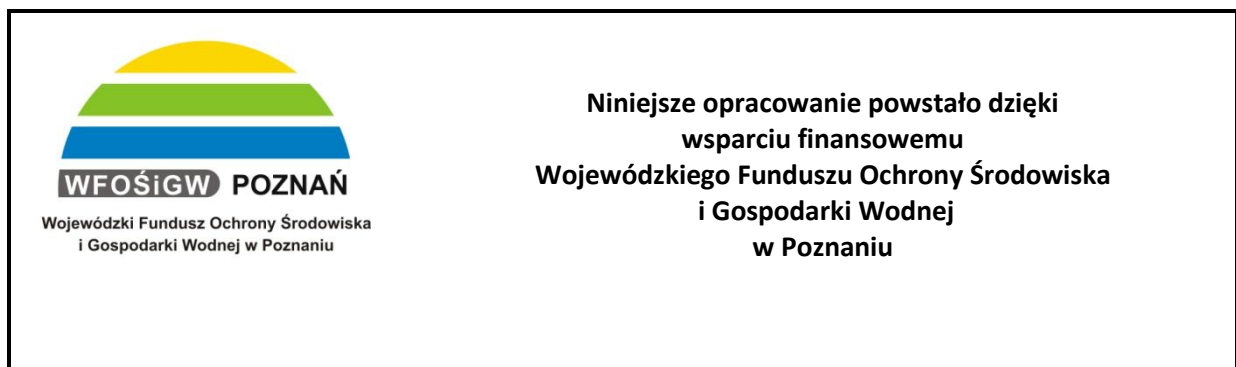 WFOŚiGW POZNAŃ
Wojewódzki Fundusz Ochrony Środowiska
i Gospodarki Wodnej w Poznaniu
Niniejsze opracowanie powstało dzięki
wsparciu finansowemu
Wojewódzkiego Funduszu Ochrony Środowiska
i Gospodarki Wodnej
w Poznaniu